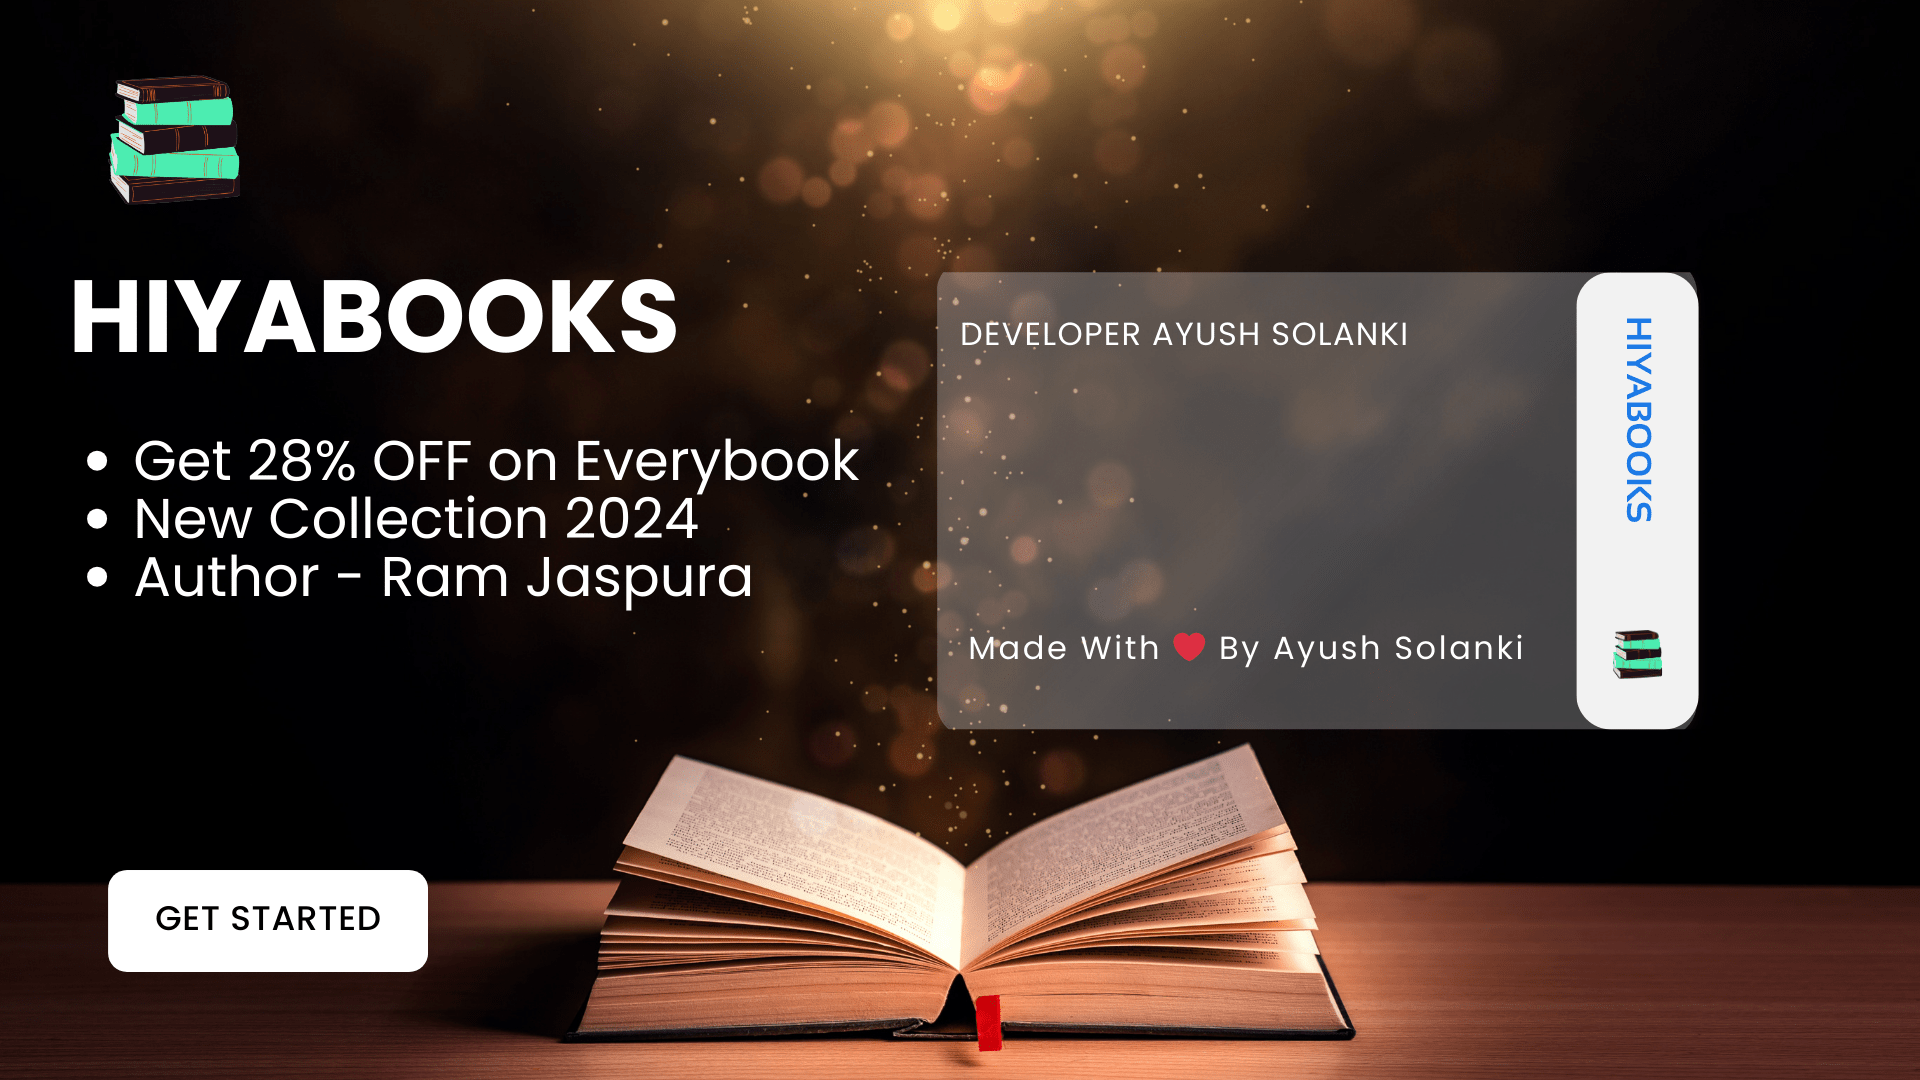 HIYABOOKS
Get 28% OFF on Everybook
New Collection 2024
Author - Ram Jaspura
GET STARTED
DEVELOPER AYUSH SOLANKI
Made With ❤ By Ayush Solanki
HIYABOOKS